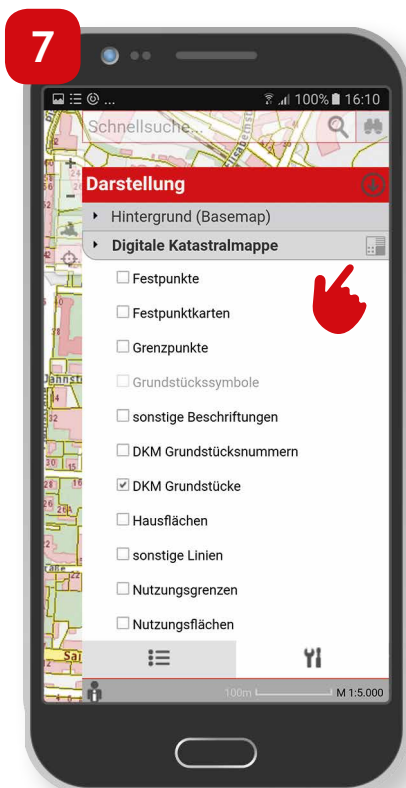 7
... 100% 16:10
Schnellsuche...
Darstellung
Hintergrund (Basemap)
Digitale Katastralmappe
Festpunkte
Festpunktkarten
Grenzpunkte
Grundstückssymbole
sonstige Beschriftungen
DKM Grundstücksnummern
DKM Grundstücke
Hausflächen
sonstige Linien
Nutzungsgrenzen
Nutzungsflächen
100m M 1:5.000